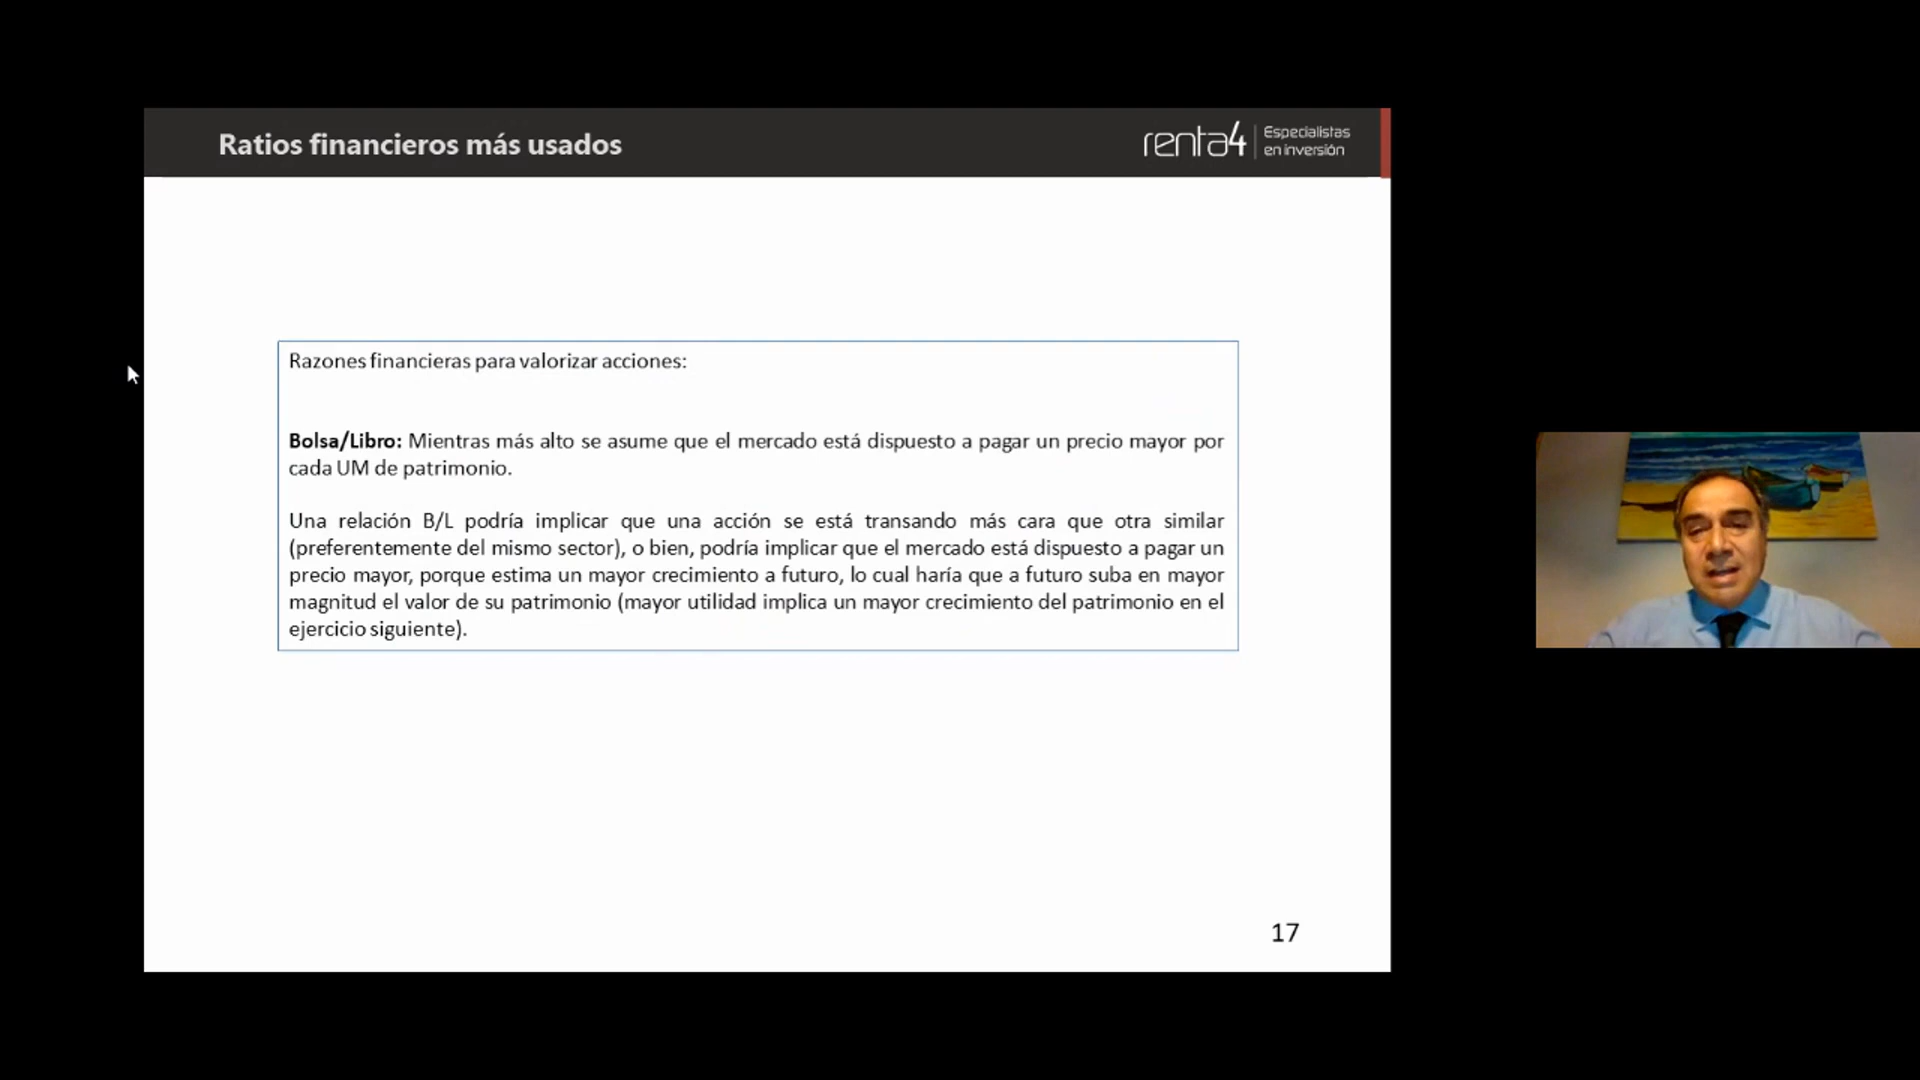 Ratios financieros más usados
renta4
Especialistas
en inversión
Razones financieras para valorizar acciones:
Bolsa/Libro: Mientras más alto se asume que el mercado está dispuesto a pagar un precio mayor por
cada UM de patrimonio.
Una relación B/L podría implicar que una acción se está transando más cara que otra similar
(preferentemente del mismo sector), o bien, podría implicar que el mercado está dispuesto a pagar un
precio mayor, porque estima un mayor crecimiento a futuro, lo cual haría que a futuro suba en mayor
magnitud el valor de su patrimonio (mayor utilidad implica un mayor crecimiento del patrimonio en el
ejercicio siguiente).
17